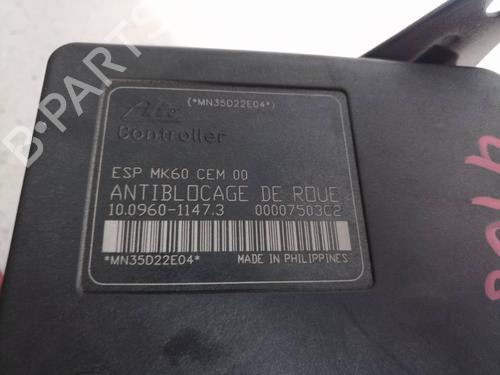 (*MN35D22E04*)
Ate
Controller
ESP MK60 CEM 00
ANTIBLOCAGE DE ROUE
10.0960-1147.3 00007503C2
*MN35D22E04* MADE IN PHILIPPINES
B-PARTS